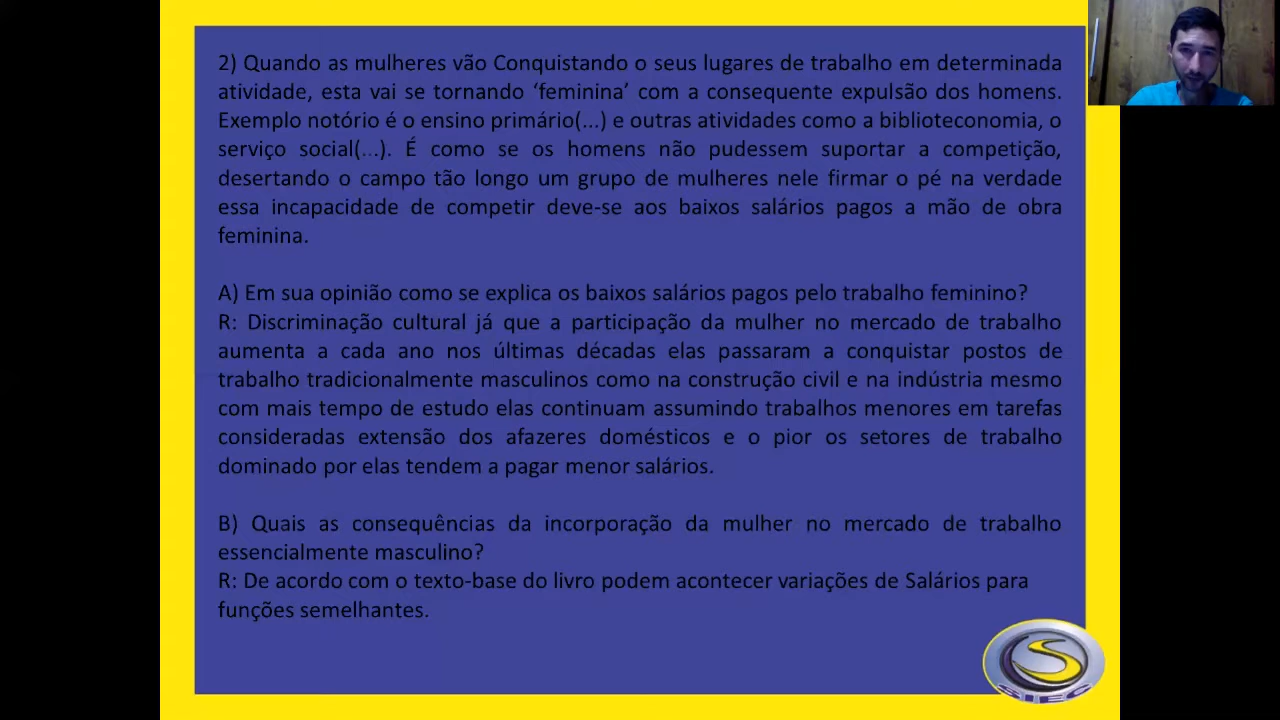 2) Quando as mulheres vão Conquistando o seus lugares de trabalho em determinada
atividade, esta vai se tornando ‘feminina’ com a consequente expulsão dos homens.
Exemplo notório é o ensino primário(...) e outras atividades como a biblioteconomia, o
serviço social(...). É como se os homens não pudessem suportar a competição,
desertando o campo tão longo um grupo de mulheres nele firmar o pé na verdade
essa incapacidade de competir deve-se aos baixos salários pagos a mão de obra
feminina.
A) Em sua opinião como se explica os baixos salários pagos pelo trabalho feminino?
R: Discriminação cultural já que a participação da mulher no mercado de trabalho
aumenta a cada ano nos últimas décadas elas passaram a conquistar postos de
trabalho tradicionalmente masculinos como na construção civil e na indústria mesmo
com mais tempo de estudo elas continuam assumindo trabalhos menores em tarefas
consideradas extensão dos afazeres domésticos e o pior os setores de trabalho
dominado por elas tendem a pagar menor salários.
B) Quais as consequências da incorporação da mulher no mercado de trabalho
essencialmente masculino?
R: De acordo com o texto-base do livro podem acontecer variações de Salários para
funções semelhantes.
SIEC